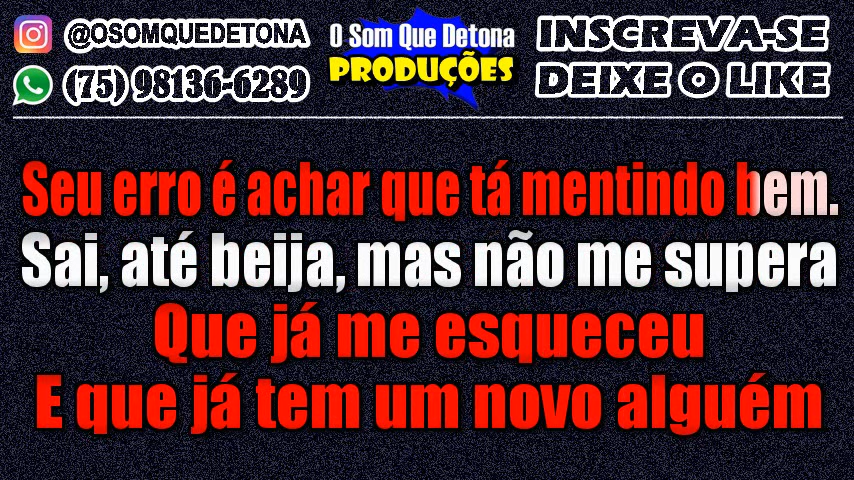 @OSOMQUEDETONA
(75) 98136-6289
O Som Que Detona
PRODUÇÕES
INSCREVA-SE
DEIXE O LIKE
Seu erro é achar que tá mentindo bem.
Sai, até beija, mas não me supera
Que já me esqueceu
E que já tem um novo alguém